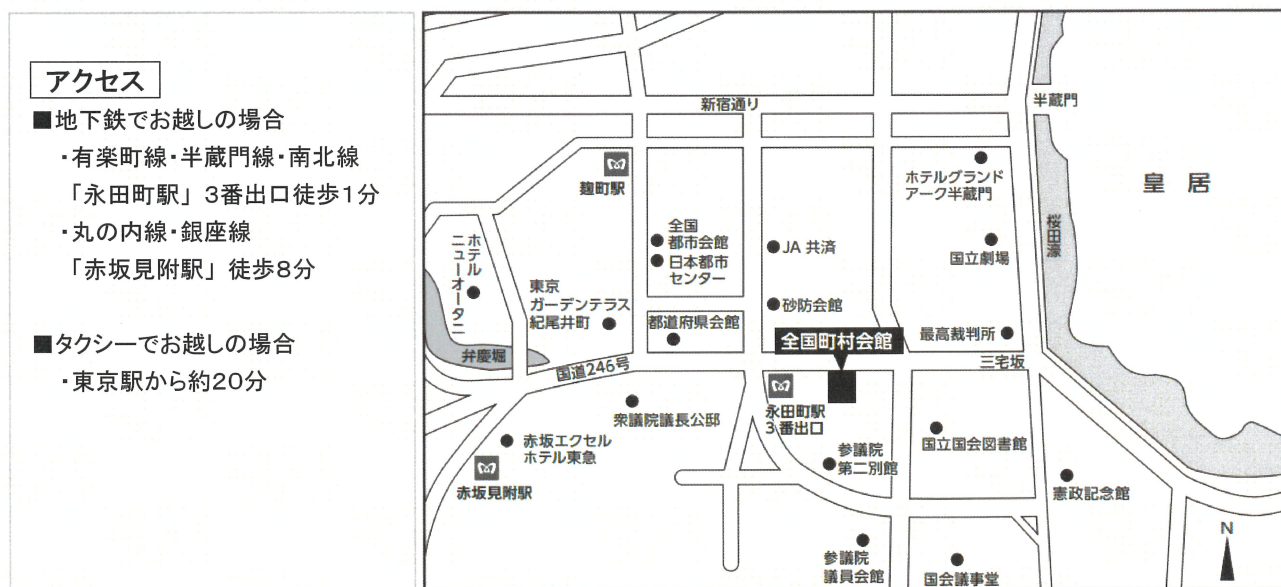 アクセス
■地下鉄でお越しの場合
・有楽町線・半蔵門線・南北線
「永田町駅」3番出口徒歩1分
・丸の内線・銀座線
「赤坂見附駅」徒歩8分
■タクシーでお越しの場合
・東京駅から約20分
新宿通り
半蔵門
麹町駅
ホテルグランド
アーク半蔵門
皇居
桜田濠
全国
都市会館
日本都市
センター
JA 共済
国立劇場
ホテル
ニューオータニ
東京
ガーデンテラス
紀尾井町
砂防会館
都道府県会館
全国町村会館
最高裁判所
三宅坂
弁慶堀
国道246号
永田町駅
3番出口
衆議院議長公邸
赤坂エクセル
ホテル東急
赤坂見附駅
参議院
第二別館
国立国会図書館
憲政記念館
参議院
議員会館
国会議事堂
N